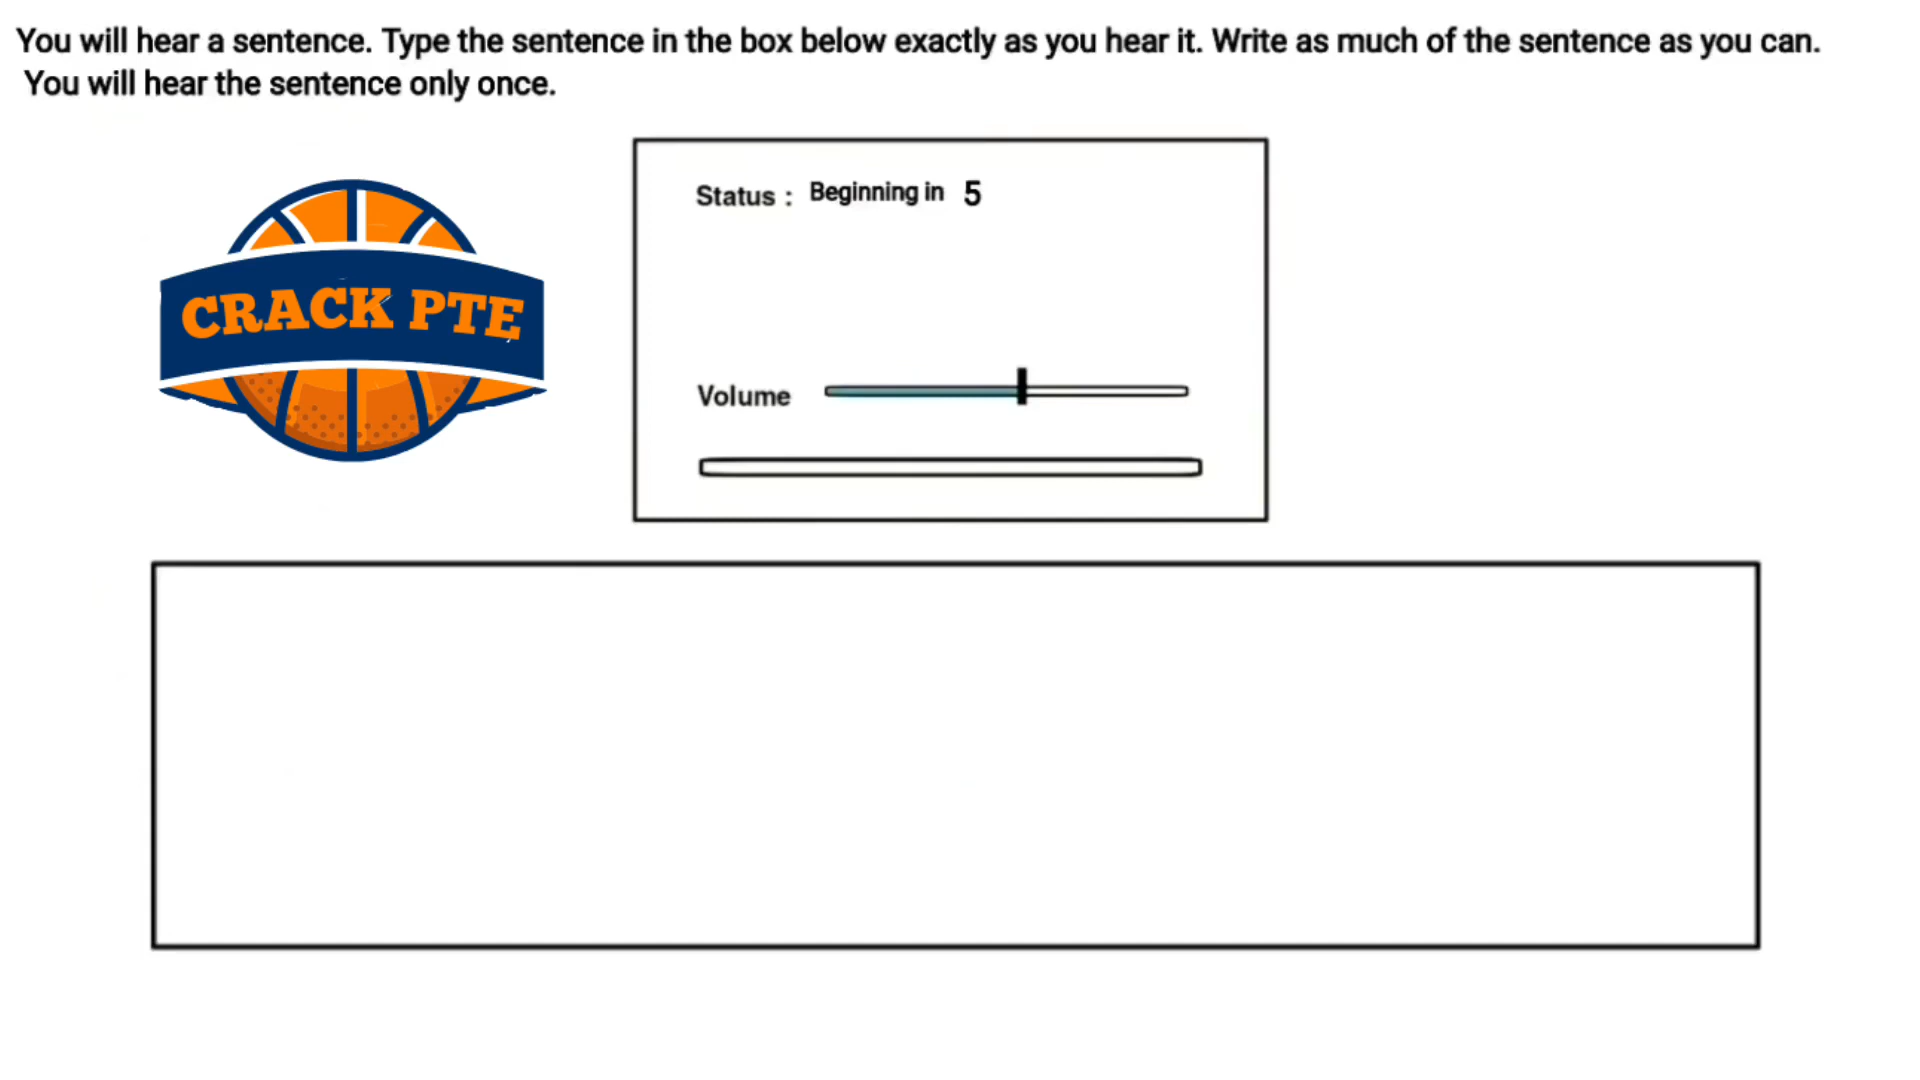 You will hear a sentence. Type the sentence in the box below exactly as you hear it. Write as much of the sentence as you can.
You will hear the sentence only once.
Status : Beginning in 5
CRACK PTE
Volume